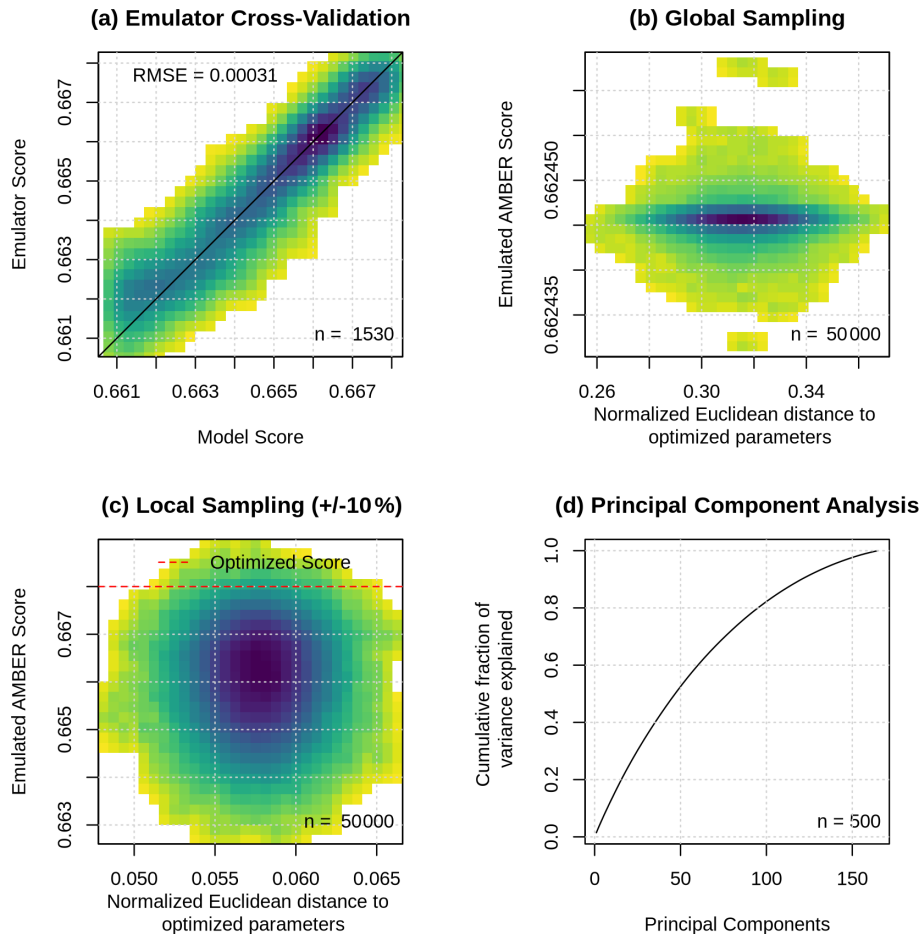 (a) Emulator Cross-Validation
RMSE = 0.00031
n = 1530
0.661
0.663
0.665
0.667
Emulator Score
0.661
0.663
0.665
0.667
Model Score
(b) Global Sampling
n = 50000
0.662435
0.662450
Emulated AMBER Score
0.26
0.30
0.34
Normalized Euclidean distance to
optimized parameters
(c) Local Sampling (+/-10%)
Optimized Score
n = 50000
0.663
0.665
0.667
Emulated AMBER Score
0.050
0.055
0.060
0.065
Normalized Euclidean distance to
optimized parameters
(d) Principal Component Analysis
n = 500
0.0
0.2
0.4
0.6
0.8
1.0
Cumulative fraction of
variance explained
0
50
100
150
Principal Components